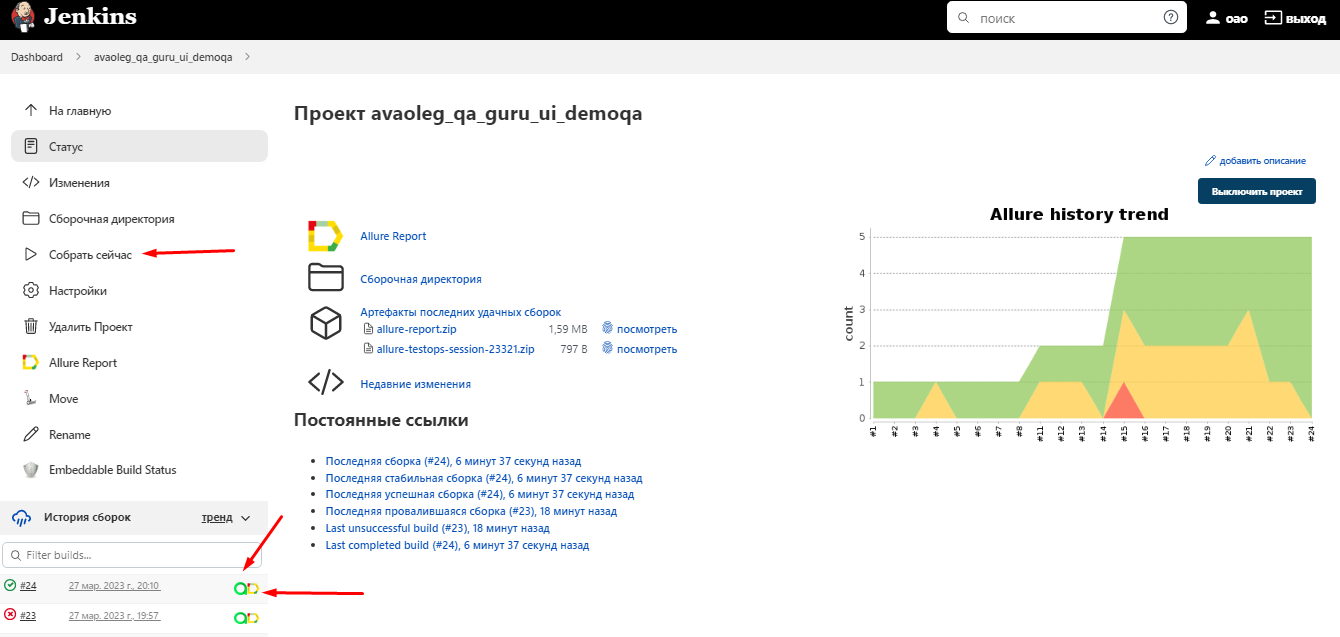 Jenkins
поиск
оао
выход
Dashboard
avaoleg_qa_guru_ui_demoqa
На главную
Статус
Изменения
Сборочная директория
Собрать сейчас
Настройки
Удалить Проект
Allure Report
Move
Rename
Embeddable Build Status
История сборок
тренд
Filter builds...
#24 27 мар. 2023 г., 20:10
#23 27 мар. 2023 г., 19:57
Проект avaoleg_qa_guru_ui_demoqa
добавить описание
Выключить проект
Allure Report
Сборочная директория
Артефакты последних удачных сборок
allure-report.zip 1,59 MB посмотреть
allure-testops-session-23321.zip 797 B посмотреть
Недавние изменения
Постоянные ссылки
Последняя сборка (#24), 6 минут 37 секунд назад
Последняя стабильная сборка (#24), 6 минут 37 секунд назад
Последняя успешная сборка (#24), 6 минут 37 секунд назад
Последняя провалившаяся сборка (#23), 18 минут назад
Last unsuccessful build (#23), 18 минут назад
Last completed build (#24), 6 минут 37 секунд назад
Allure history trend
count
5
4
3
2
1
0
#1 #2 #3 #4 #5 #6 #7 #8 #11 #12 #13 #14 #15 #16 #17 #18 #19 #20 #21 #22 #23 #24